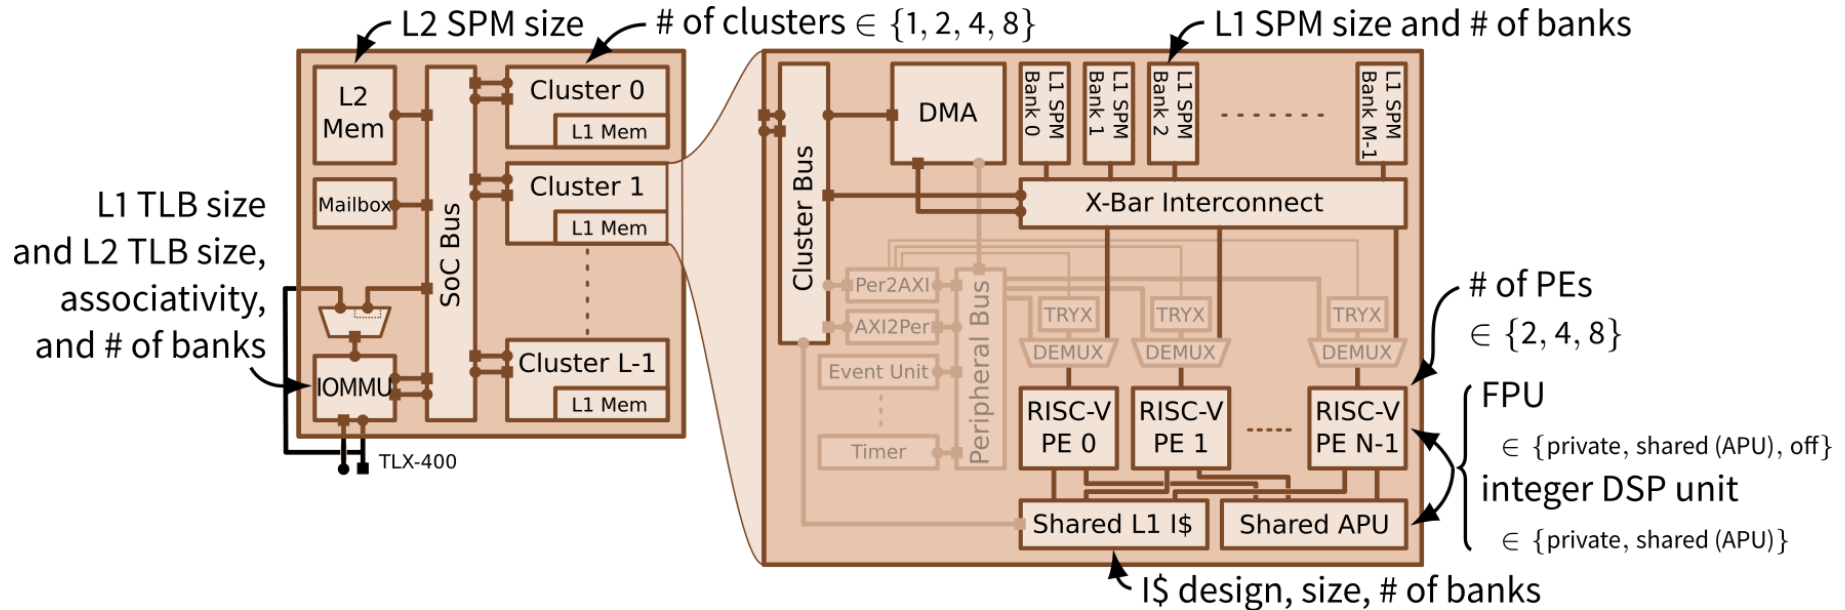 L2 SPM size
# of clusters ∈ {1, 2, 4, 8}
L1 SPM size and # of banks
L2
Mem
Mailbox
IOMMU
SoC Bus
Cluster 0
L1 Mem
Cluster 1
L1 Mem
Cluster L-1
L1 Mem
TLX-400
L1 TLB size
and L2 TLB size,
associativity,
and # of banks
Cluster Bus
DMA
L1 SPM
Bank 0
L1 SPM
Bank 1
L1 SPM
Bank 2
L1 SPM
Bank M-1
X-Bar Interconnect
Per2AXI
AXI2Per
Event Unit
Timer
Peripheral Bus
TRYX
TRYX
TRYX
DEMUX
DEMUX
DEMUX
RISC-V
PE 0
RISC-V
PE 1
RISC-V
PE N-1
Shared L1 I$
Shared APU
# of PEs
∈ {2, 4, 8}
FPU
∈ {private, shared (APU), off}
integer DSP unit
∈ {private, shared (APU)}
I$ design, size, # of banks